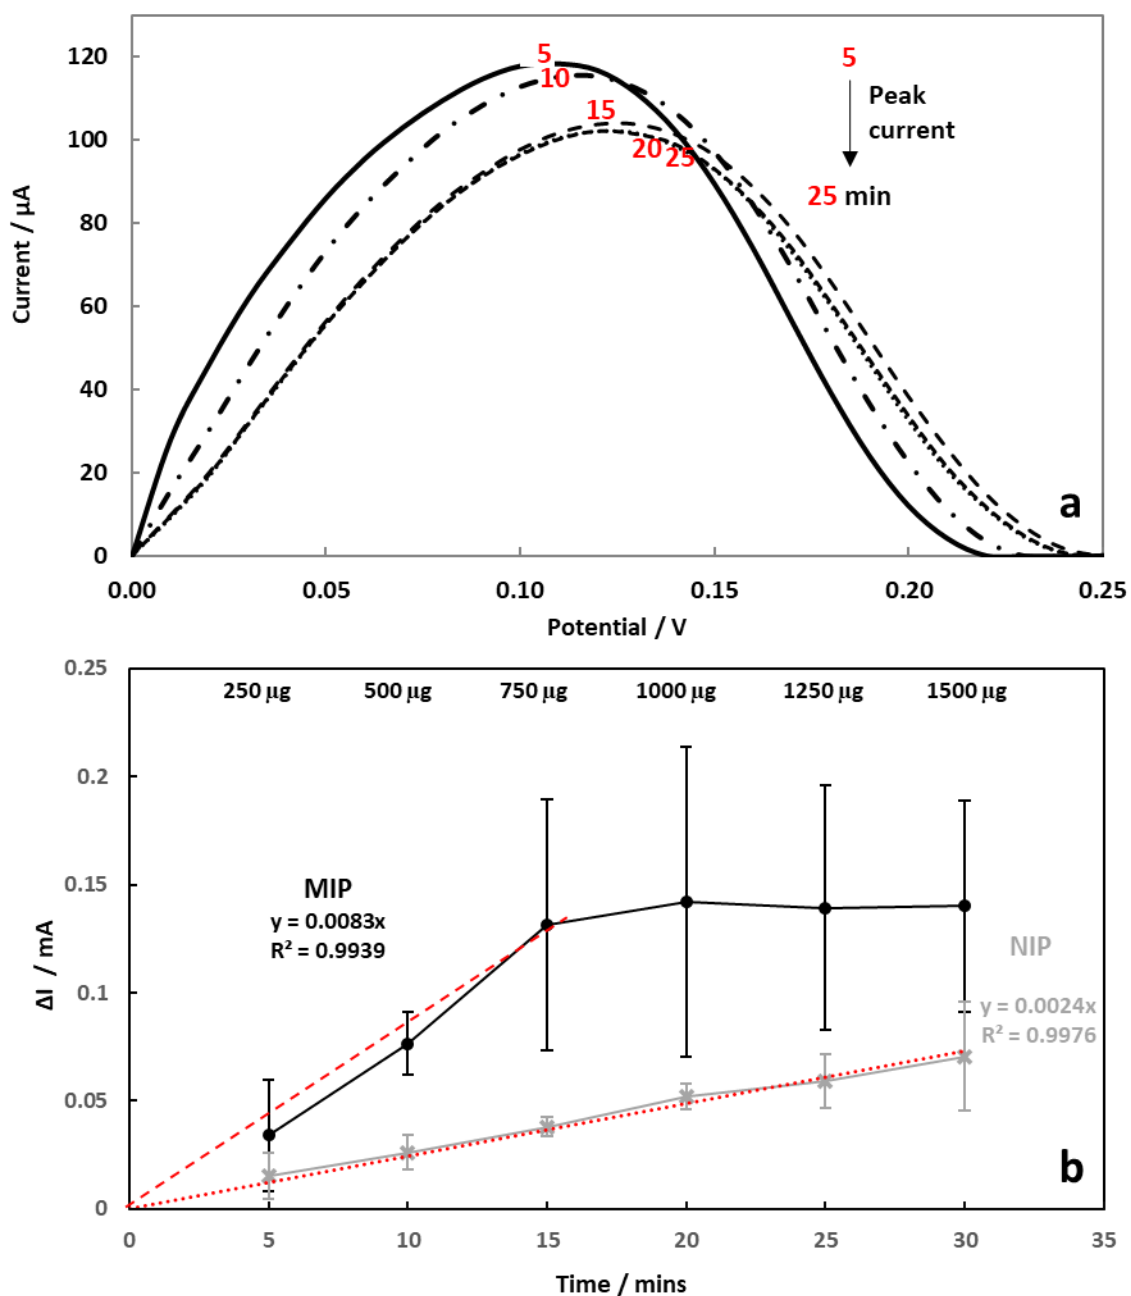 120
100
80
60
40
20
0
Current / µA
5
10
15
20
25
5
Peak
current
25 min
a
0.00
0.05
0.10
0.15
0.20
0.25
Potential / V
0.25
0.2
0.15
0.1
0.05
0
ΔI / mA
250 µg
500 µg
750 µg
1000 µg
1250 µg
1500 µg
MIP
y = 0.0083x
R² = 0.9939
NIP
y = 0.0024x
R² = 0.9976
b
0
5
10
15
20
25
30
35
Time / mins